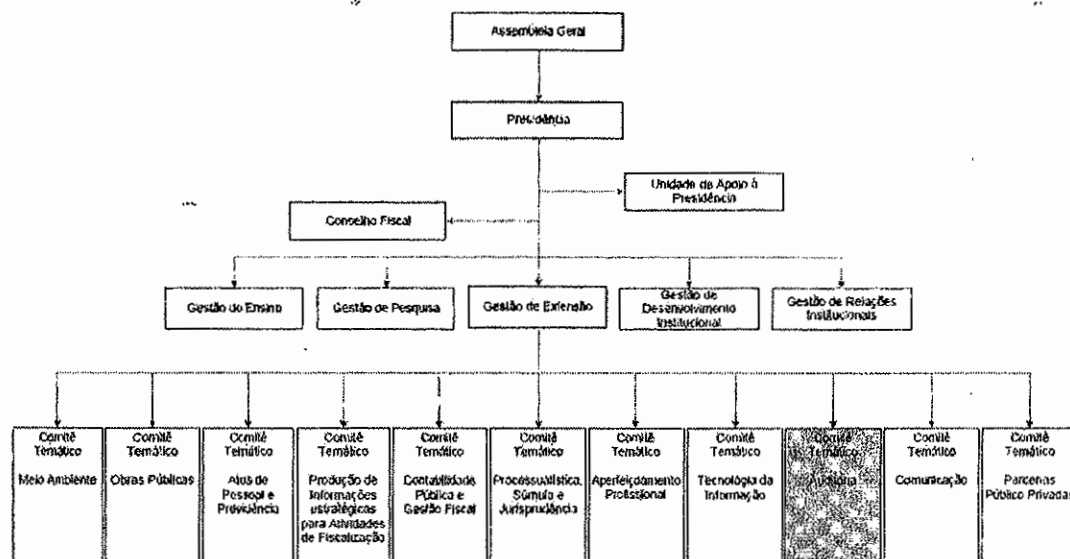 Assembleia Geral
Presidência
Unidade de Apoio à
Presidência
Conselho Fiscal
Gestão do Ensino
Gestão de Pesquisa
Gestão de Extensão
Gestão de
Desenvolvimento
Institucional
Gestão de Relações
Institucionais
Comitê
Temático
Meio Ambiente
Comitê
Temático
Obras Públicas
Comitê
Temático
Atos de
Pessoal e
Previdência
Comitê
Temático
Produção de
Informações
estratégicas
para Atividades
de Fiscalização
Comitê
Temático
Contabilidade
Pública e
Gestão Fiscal
Comitê
Temático
Processualística,
Súmula e
Jurisprudência
Comitê
Temático
Aperfeiçoamento
Profissional
Comitê
Temático
Tecnologia da
Informação
Comitê
Temático
Auditoria
Comitê
Temático
Comunicação
Comitê
Temático
Parcerias
Público Privadas